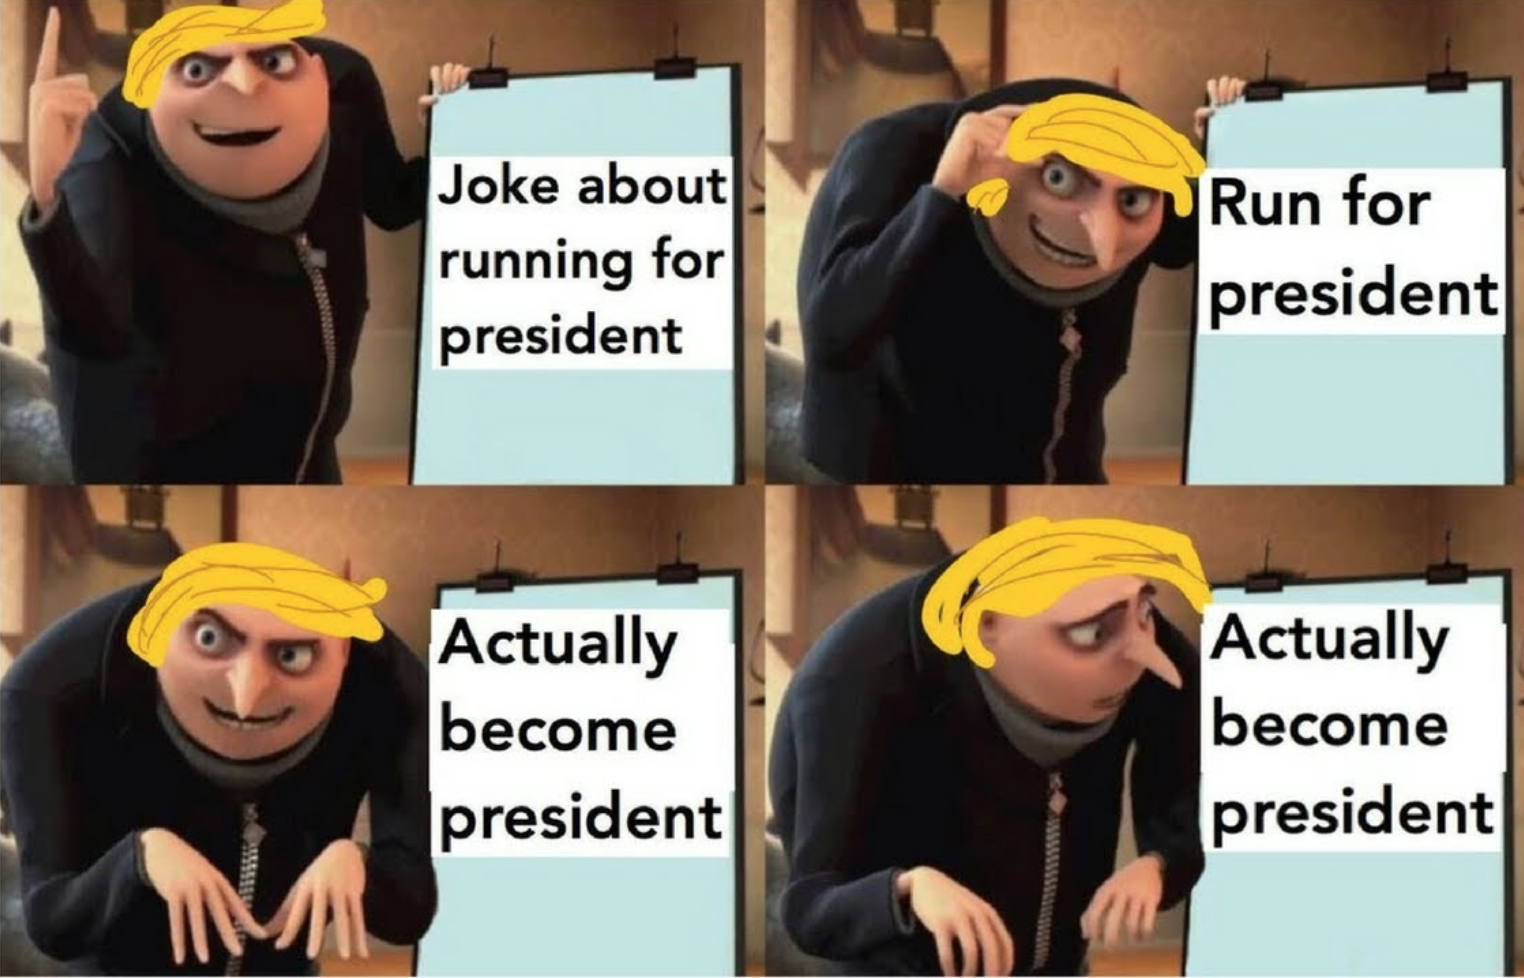 Joke about
running for
president
Run for
president
Actually
become
president
Actually
become
president